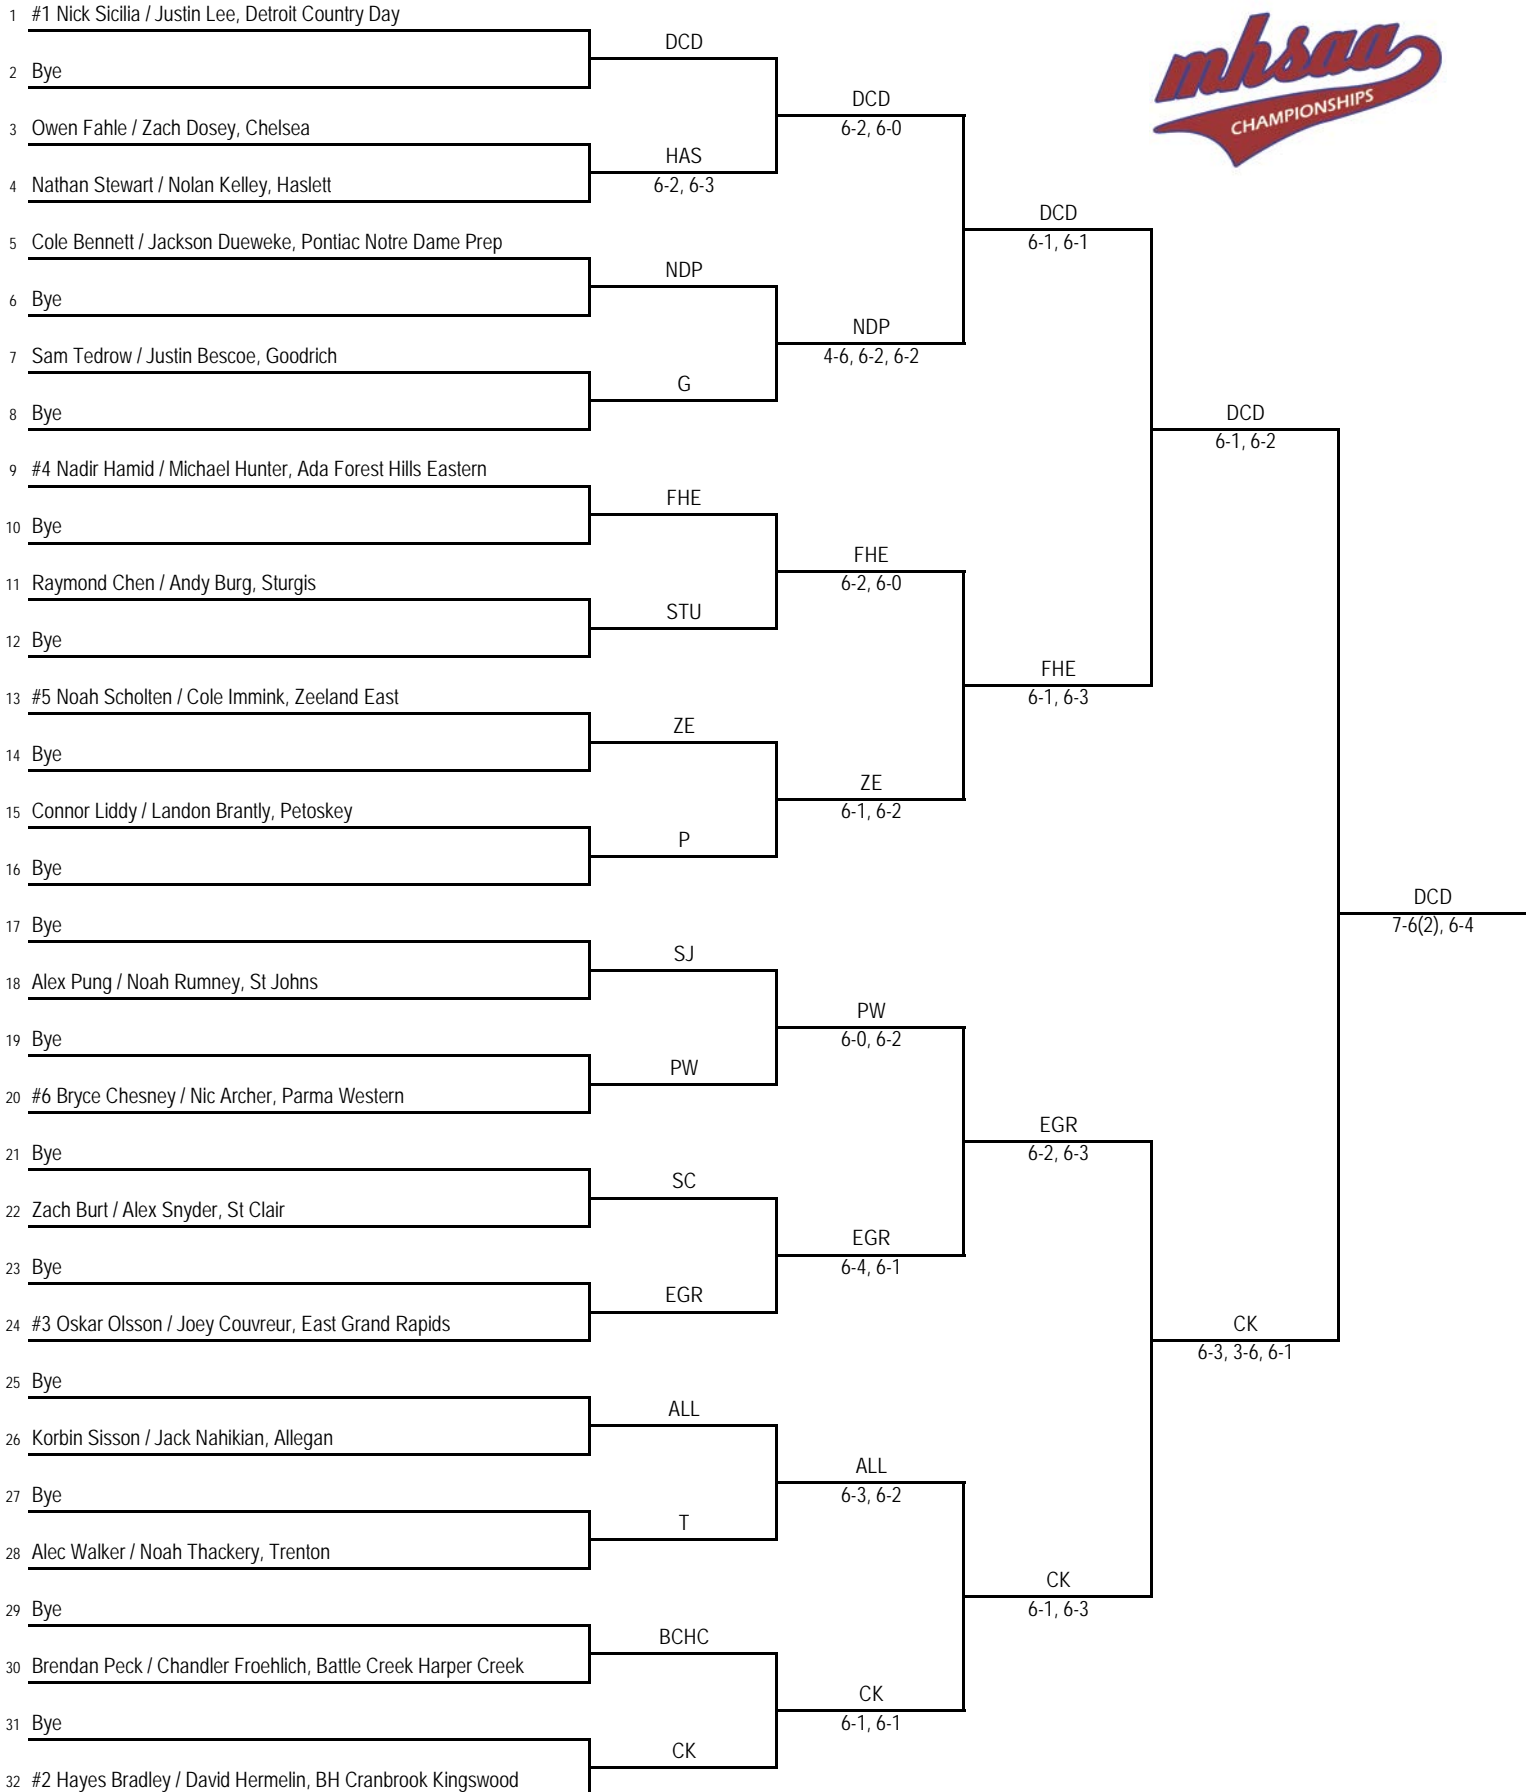 1 #1 Nick Sicilia / Justin Lee, Detroit Country Day
DCD
mhsaa
CHAMPIONSHIPS
2 Bye
DCD
6-2, 6-0
3 Owen Fahle / Zach Dosey, Chelsea
HAS
6-2, 6-3
4 Nathan Stewart / Nolan Kelley, Haslett
DCD
6-1, 6-1
5 Cole Bennett / Jackson Dueweke, Pontiac Notre Dame Prep
NDP
6 Bye
NDP
4-6, 6-2, 6-2
7 Sam Tedrow / Justin Bescoe, Goodrich
G
8 Bye
DCD
6-1, 6-2
9 #4 Nadir Hamid / Michael Hunter, Ada Forest Hills Eastern
FHE
10 Bye
FHE
6-2, 6-0
11 Raymond Chen / Andy Burg, Sturgis
STU
12 Bye
FHE
6-1, 6-3
13 #5 Noah Scholten / Cole Immink, Zeeland East
ZE
14 Bye
ZE
6-1, 6-2
15 Connor Liddy / Landon Brantly, Petoskey
P
16 Bye
DCD
7-6(2), 6-4
17 Bye
SJ
18 Alex Pung / Noah Rumney, St Johns
PW
6-0, 6-2
19 Bye
PW
20 #6 Bryce Chesney / Nic Archer, Parma Western
EGR
6-2, 6-3
21 Bye
SC
22 Zach Burt / Alex Snyder, St Clair
EGR
6-4, 6-1
23 Bye
EGR
24 #3 Oskar Olsson / Joey Couvreur, East Grand Rapids
CK
6-3, 3-6, 6-1
25 Bye
ALL
26 Korbin Sisson / Jack Nahikian, Allegan
ALL
6-3, 6-2
27 Bye
T
28 Alec Walker / Noah Thackery, Trenton
CK
6-1, 6-3
29 Bye
BCHC
30 Brendan Peck / Chandler Froehlich, Battle Creek Harper Creek
CK
6-1, 6-1
31 Bye
CK
32 #2 Hayes Bradley / David Hermelin, BH Cranbrook Kingswood